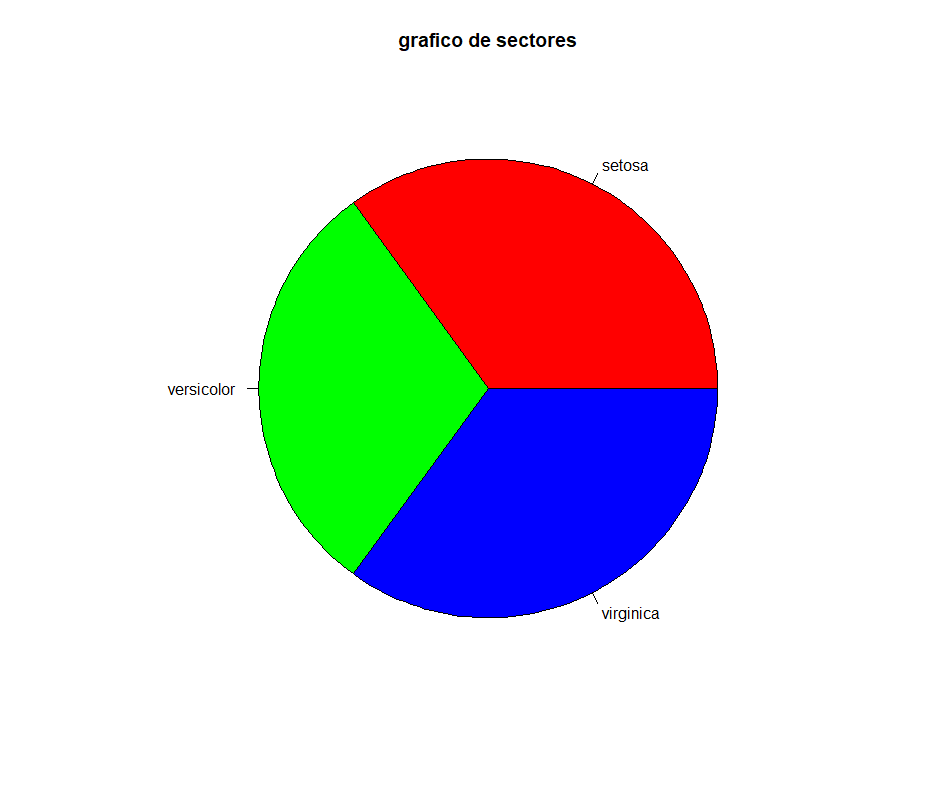 grafico de sectores
setosa
versicolor
virginica